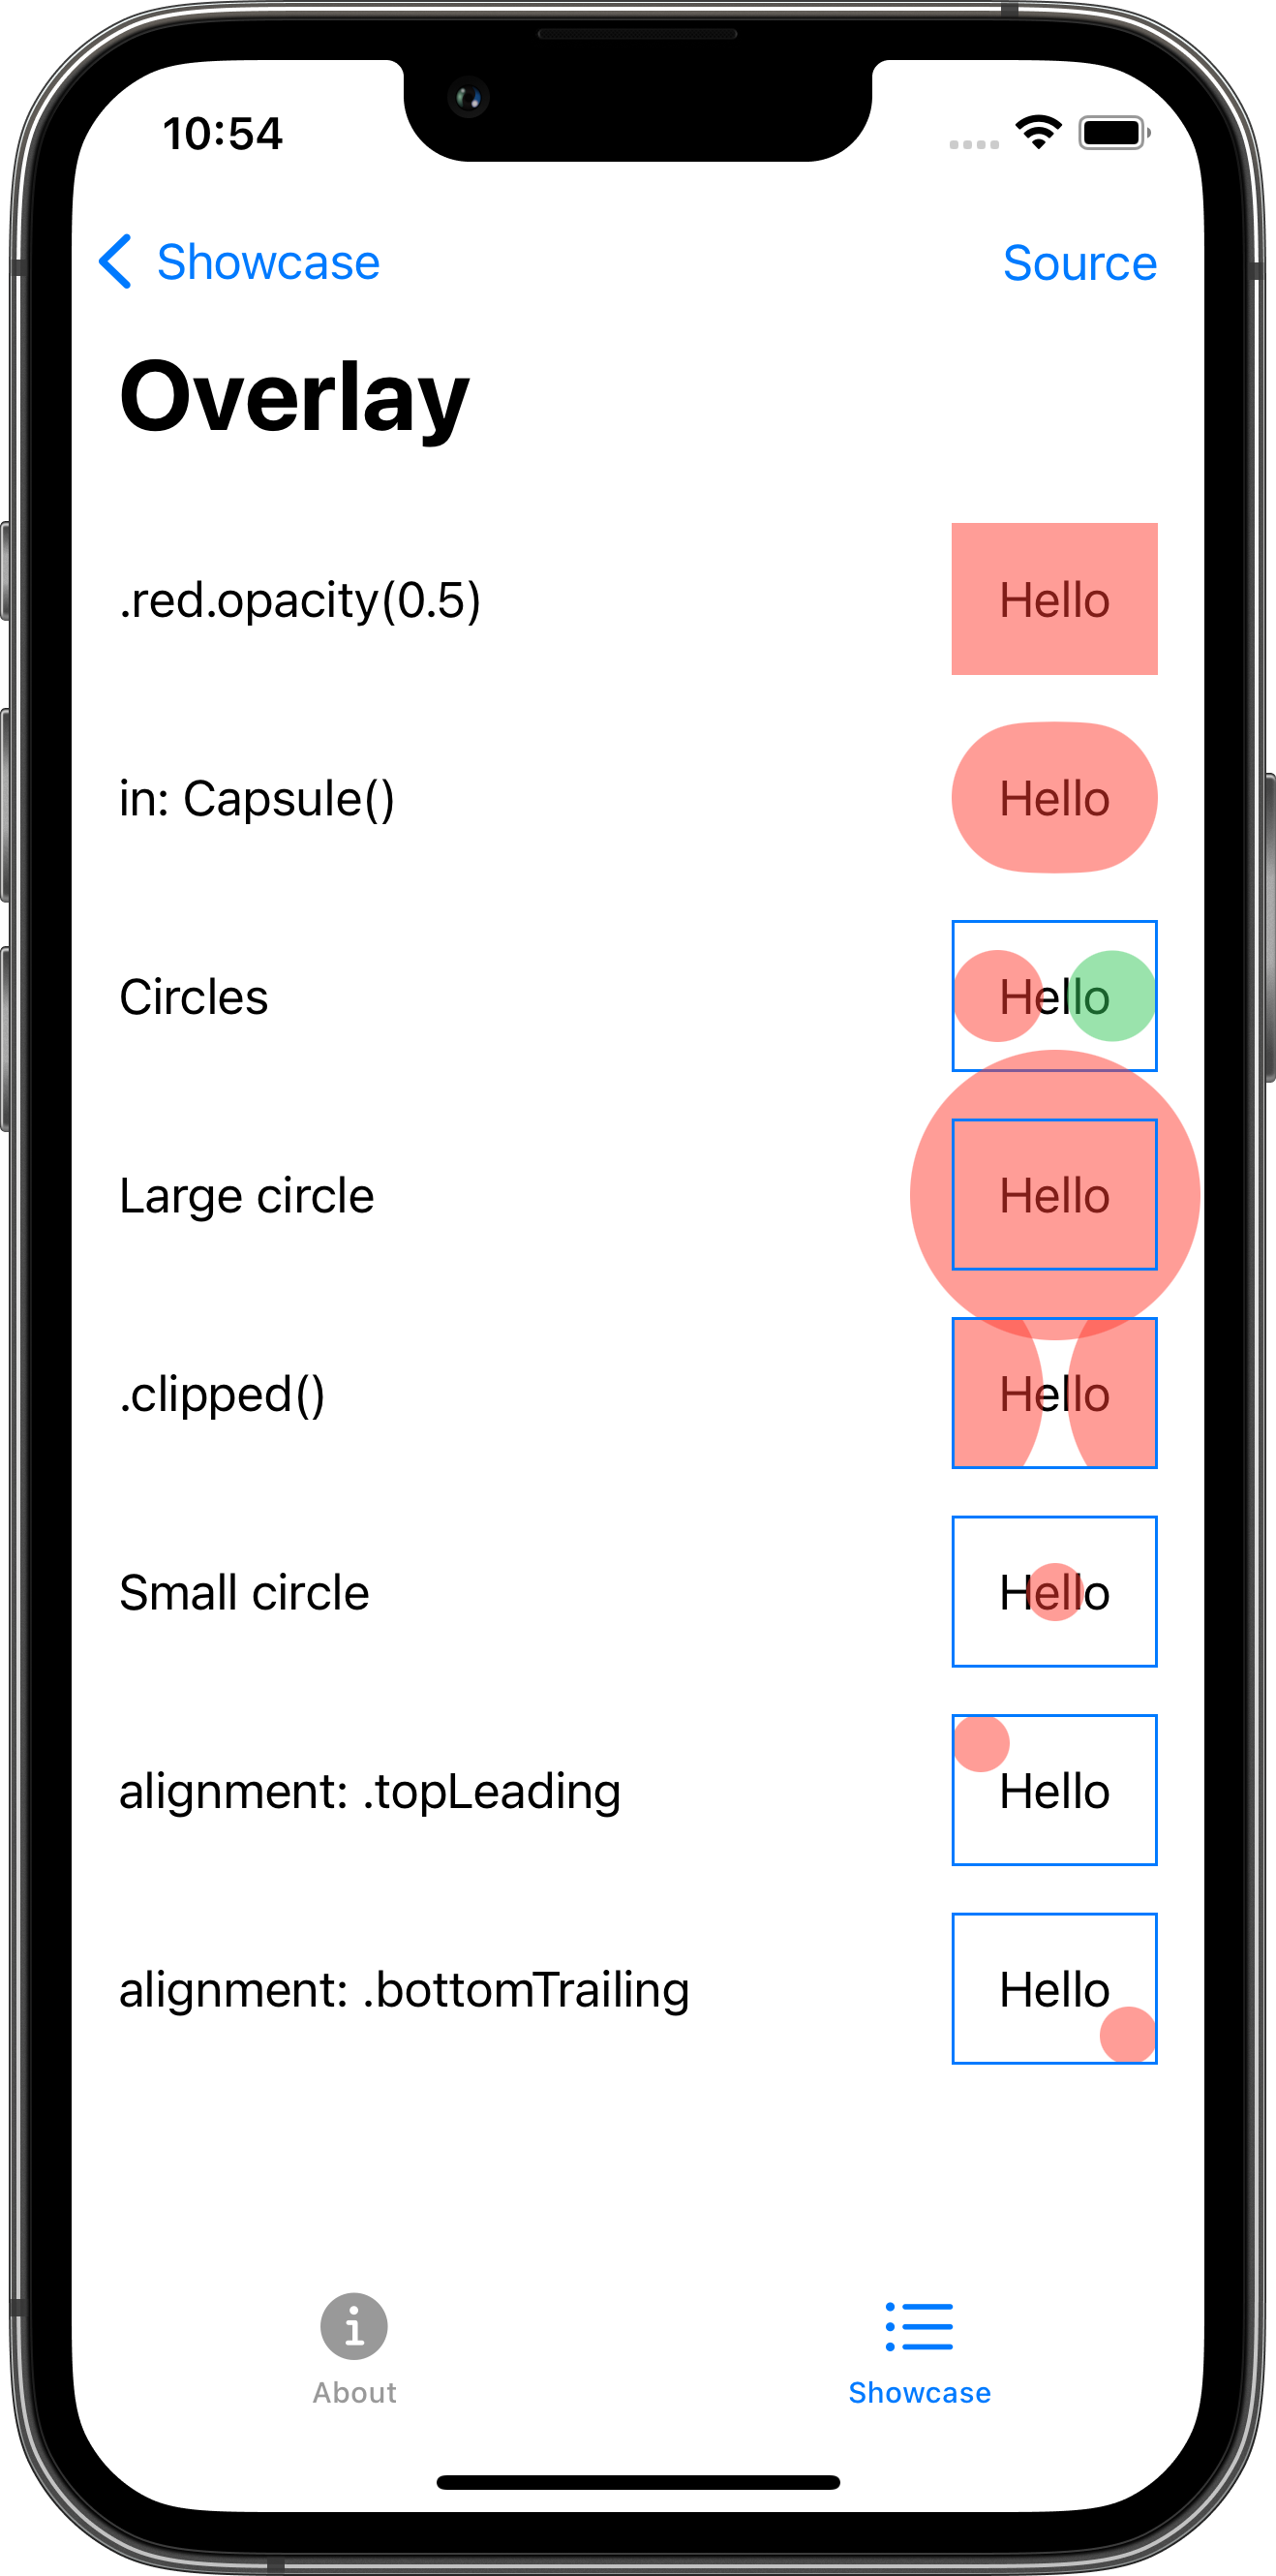 10:54
Showcase
Source
Overlay
.red.opacity(0.5)
Hello
in: Capsule()
Hello
Circles
Hello
Large circle
Hello
.clipped()
Hello
Small circle
Hello
alignment: .topLeading
Hello
alignment: .bottomTrailing
Hello
About
Showcase